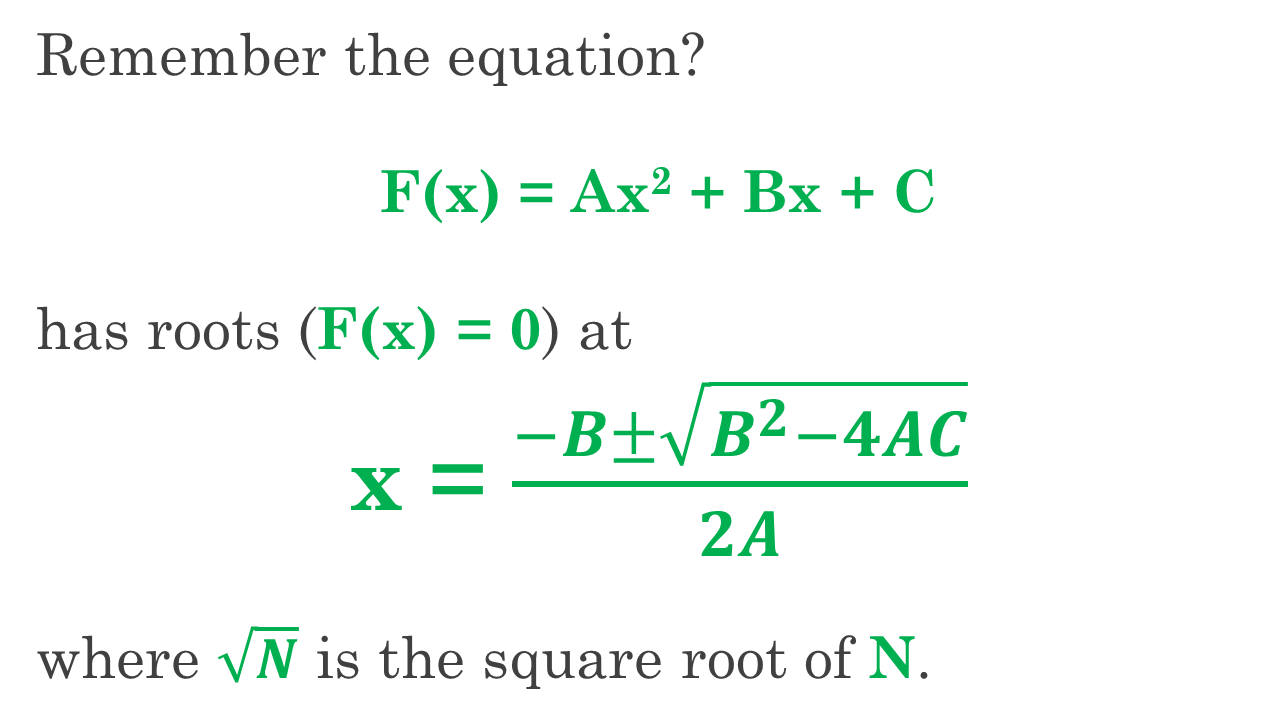 Remember the equation?
F(x) = Ax² + Bx + C
has roots (F(x) = 0) at
x = (−B±√(B²−4AC))/(2A)
where √N is the square root of N.